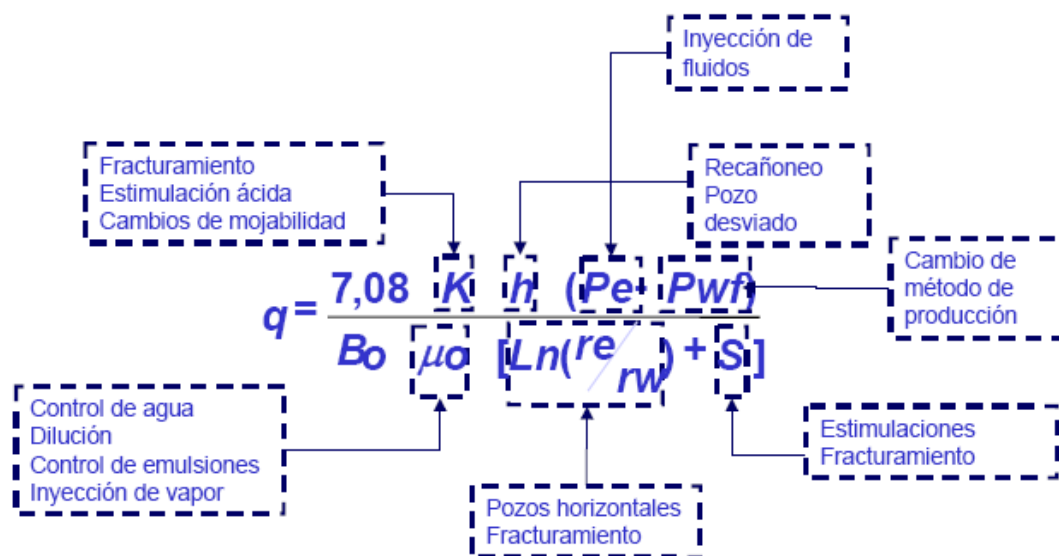 Inyección de
fluidos
Fracturamiento
Estimulación ácida
Cambios de mojabilidad
Recañoneo
Pozo
desviado
Cambio de
método de
producción
q = 7,08 K h (Pe- Pwf)
Bo μo [Ln(re/rw) + S]
Control de agua
Dilución
Control de emulsiones
Inyección de vapor
Estimulaciones
Fracturamiento
Pozos horizontales
Fracturamiento